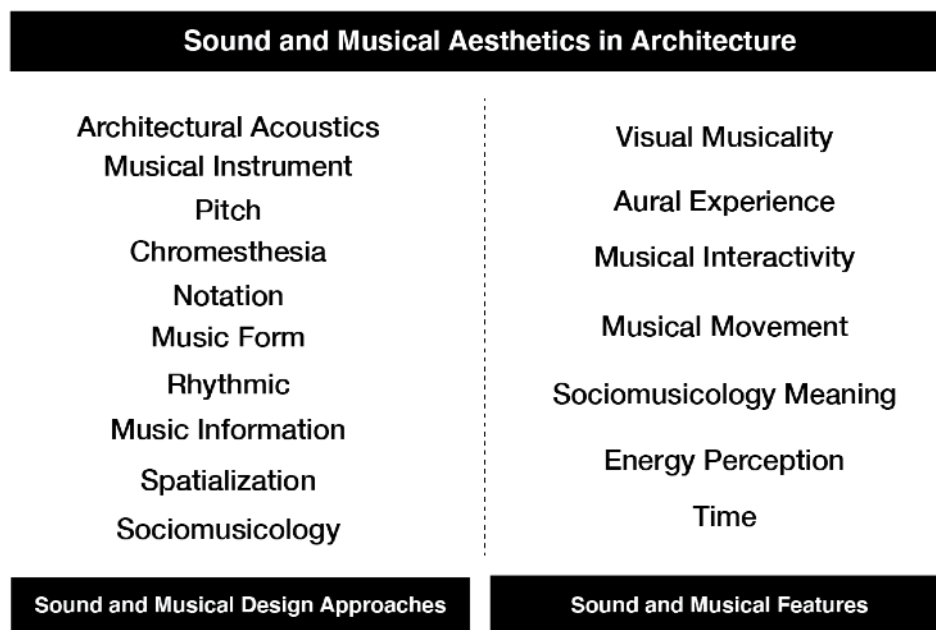 Sound and Musical Aesthetics in Architecture
Architectural Acoustics
Musical Instrument
Pitch
Chromesthesia
Notation
Music Form
Rhythmic
Music Information
Spatialization
Sociomusicology
Sound and Musical Design Approaches
Visual Musicality
Aural Experience
Musical Interactivity
Musical Movement
Sociomusicology Meaning
Energy Perception
Time
Sound and Musical Features